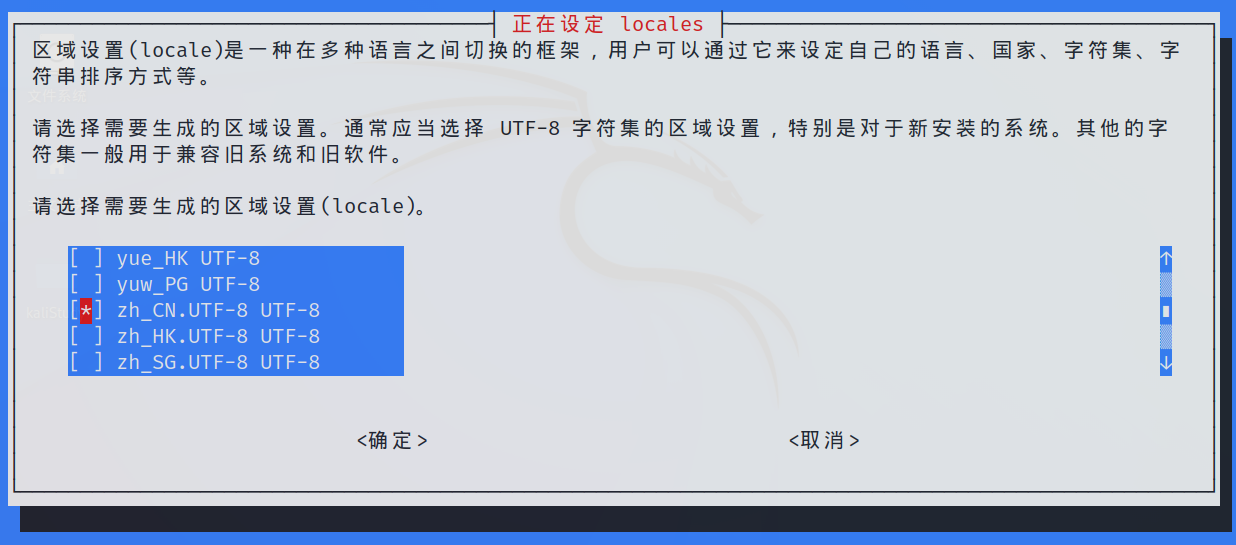 正在设定 locales
区域设置(locale)是一种在多种语言之间切换的框架，用户可以通过它来设定自己的语言、国家、字符集、字
符串排序方式等。
请选择需要生成的区域设置。通常应当选择 UTF-8 字符集的区域设置，特别是对于新安装的系统。其他的字
符集一般用于兼容旧系统和旧软件。
请选择需要生成的区域设置(locale)。
[ ] yue_HK UTF-8
[ ] yuw_PG UTF-8
[*] zh_CN.UTF-8 UTF-8
[ ] zh_HK.UTF-8 UTF-8
[ ] zh_SG.UTF-8 UTF-8
<确定> <取消>
文件系统